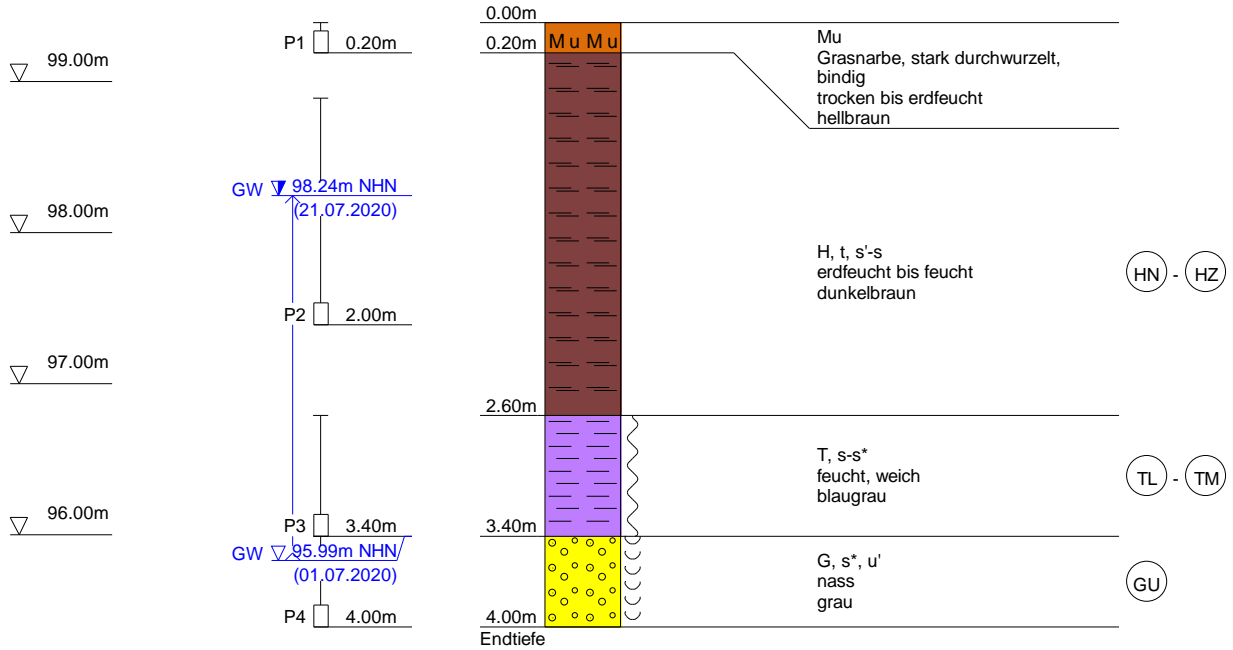 0.00m
P1 0.20m
0.20m
Mu Mu
Mu
Grasnarbe, stark durchwurzelt,
bindig
trocken bis erdfeucht
hellbraun
99.00m
GW 98.24m NHN
(21.07.2020)
98.00m
H, t, s'-s
erdfeucht bis feucht
dunkelbraun
HN - HZ
P2 2.00m
97.00m
2.60m
T, s-s*
feucht, weich
blaugrau
TL - TM
96.00m
P3 3.40m
3.40m
GW 95.99m NHN
(01.07.2020)
G, s*, u'
nass
grau
GU
P4 4.00m
4.00m
Endtiefe